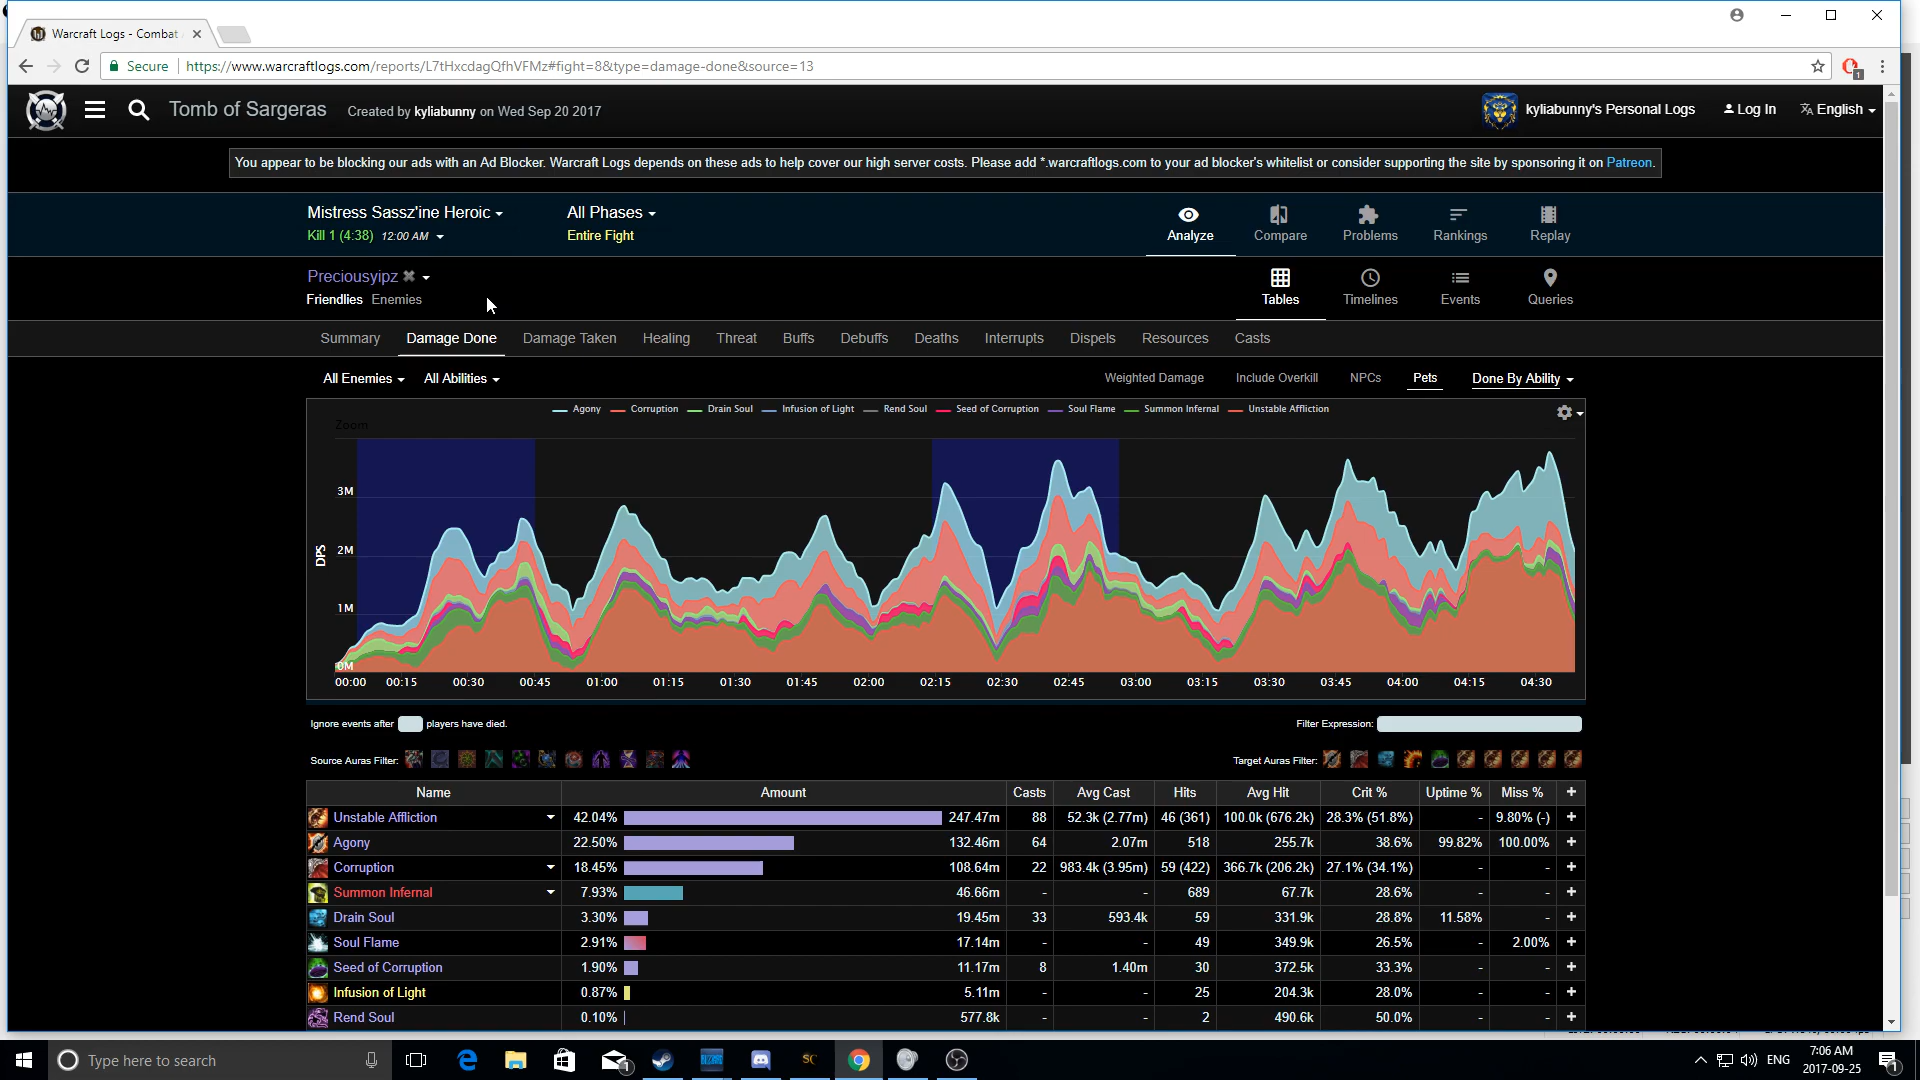 Warcraft Logs - Combat
Secure https://www.warcraftlogs.com/reports/L7tHxcdagQfhVFMz#fight=8&type=damage-done&source=13
1
Tomb of Sargeras Created by kyliabunny on Wed Sep 20 2017 kyliabunny's Personal Logs Log In English
You appear to be blocking our ads with an Ad Blocker. Warcraft Logs depends on these ads to help cover our high server costs. Please add *.warcraftlogs.com to your ad blocker's whitelist or consider supporting the site by sponsoring it on Patreon.
Mistress Sassz'ine Heroic All Phases
Kill 1 (4:38) 12:00 AM Entire Fight Analyze Compare Problems Rankings Replay
Preciousyipz
Friendlies Enemies Tables Timelines Events Queries
Summary Damage Done Damage Taken Healing Threat Buffs Debuffs Deaths Interrupts Dispels Resources Casts
All Enemies All Abilities Weighted Damage Include Overkill NPCs Pets Done By Ability
Agony Corruption Drain Soul Infusion of Light Rend Soul Seed of Corruption Soul Flame Summon Infernal Unstable Affliction
Zoom
3M
2M
DPS
1M
0M
00:00 00:15 00:30 00:45 01:00 01:15 01:30 01:45 02:00 02:15 02:30 02:45 03:00 03:15 03:30 03:45 04:00 04:15 04:30
Ignore events after players have died. Filter Expression:
Source Auras Filter: Target Auras Filter:
Name Amount Casts Avg Cast Hits Avg Hit Crit % Uptime % Miss % +
Unstable Affliction 42.04% 247.47m 88 52.3k (2.77m) 46 (361) 100.0k (676.2k) 28.3% (51.8%) - 9.80% (-) +
Agony 22.50% 132.46m 64 2.07m 518 255.7k 38.6% 99.82% 100.00% +
Corruption 18.45% 108.64m 22 983.4k (3.95m) 59 (422) 366.7k (206.2k) 27.1% (34.1%) - - +
Summon Infernal 7.93% 46.66m - - 689 67.7k 28.6% - - +
Drain Soul 3.30% 19.45m 33 593.4k 59 331.9k 28.8% 11.58% - +
Soul Flame 2.91% 17.14m - - 49 349.9k 26.5% - 2.00% +
Seed of Corruption 1.90% 11.17m 8 1.40m 30 372.5k 33.3% - - +
Infusion of Light 0.87% 5.11m - - 25 204.3k 28.0% - - +
Rend Soul 0.10% 577.8k - - 2 490.6k 50.0% - - +
Type here to search 1 SC ENG 7:06 AM 1
2017-09-25